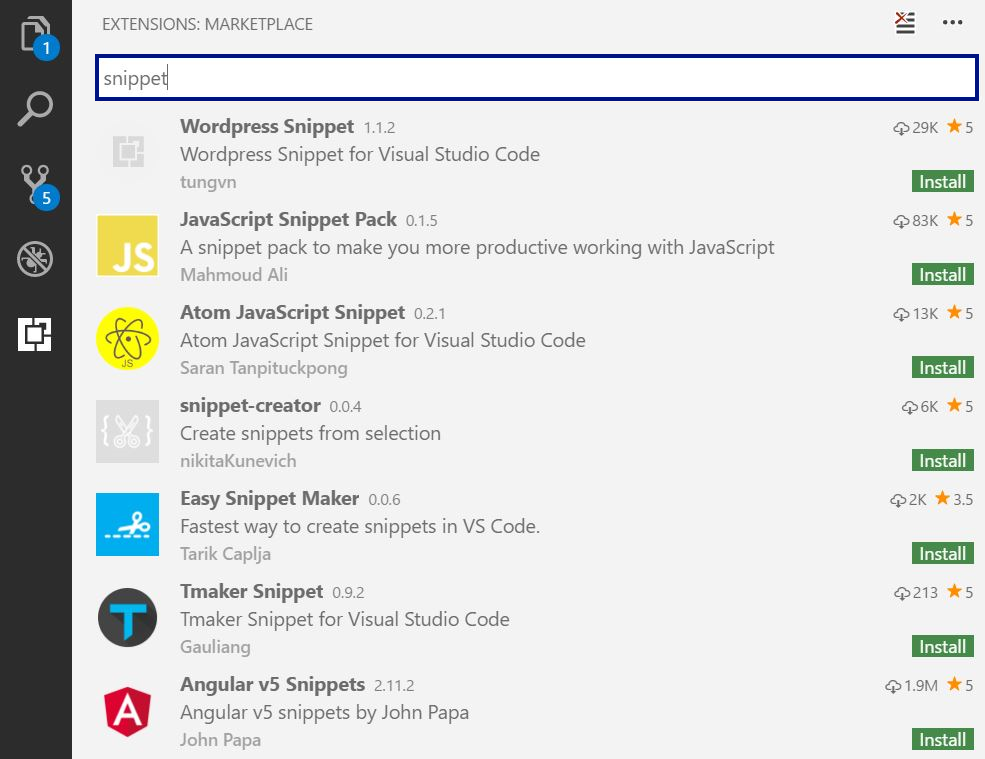 EXTENSIONS: MARKETPLACE
1
snippet
5
Wordpress Snippet 1.1.2 29K 5
Wordpress Snippet for Visual Studio Code
tungvn Install
JavaScript Snippet Pack 0.1.5 83K 5
JS
A snippet pack to make you more productive working with JavaScript
Mahmoud Ali Install
Atom JavaScript Snippet 0.2.1 13K 5
Atom JavaScript Snippet for Visual Studio Code
JS
Saran Tanpituckpong Install
snippet-creator 0.0.4 6K 5
Create snippets from selection
nikitaKunevich Install
Easy Snippet Maker 0.0.6 2K 3.5
Fastest way to create snippets in VS Code.
Tarik Caplja Install
Tmaker Snippet 0.9.2 213 5
T
Tmaker Snippet for Visual Studio Code
Gauliang Install
Angular v5 Snippets 2.11.2 1.9M 5
A
Angular v5 snippets by John Papa
John Papa Install